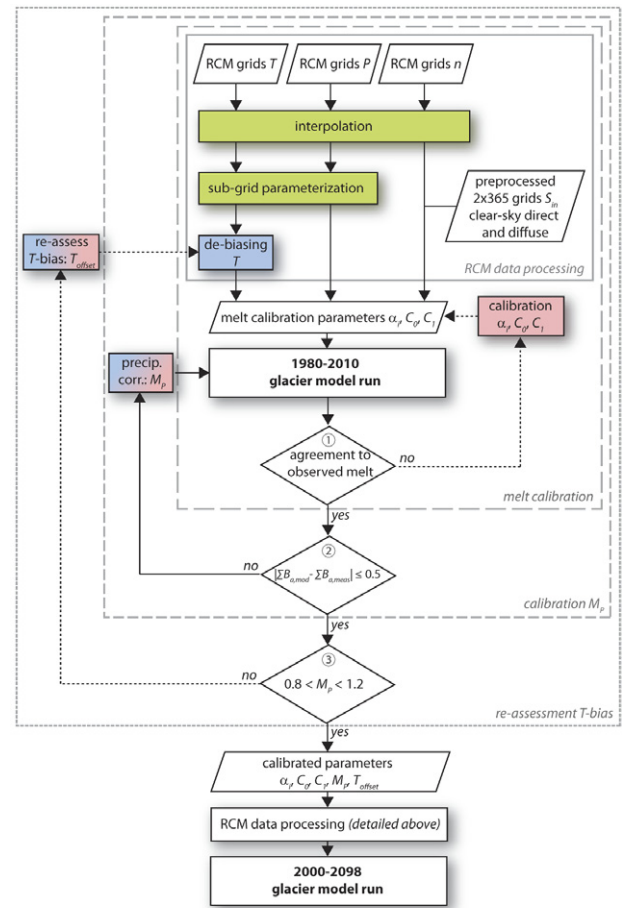 RCM grids T
RCM grids P
RCM grids n
interpolation
sub-grid parameterization
preprocessed
2x365 grids S_in
clear-sky direct
and diffuse
re-assess
T-bias: T_offset
de-biasing
T
RCM data processing
melt calibration parameters α_i, C_0, C_1
calibration
α_i, C_0, C_1
precip.
corr.: M_P
1980-2010
glacier model run
①
agreement to
observed melt
no
melt calibration
yes
②
|∑B_a,mod - ∑B_a,meas| ≤ 0.5
no
calibration M_P
yes
③
0.8 < M_P < 1.2
no
re-assessment T-bias
yes
calibrated parameters
α_i, C_0, C_1, M_P, T_offset
RCM data processing (detailed above)
2000-2098
glacier model run